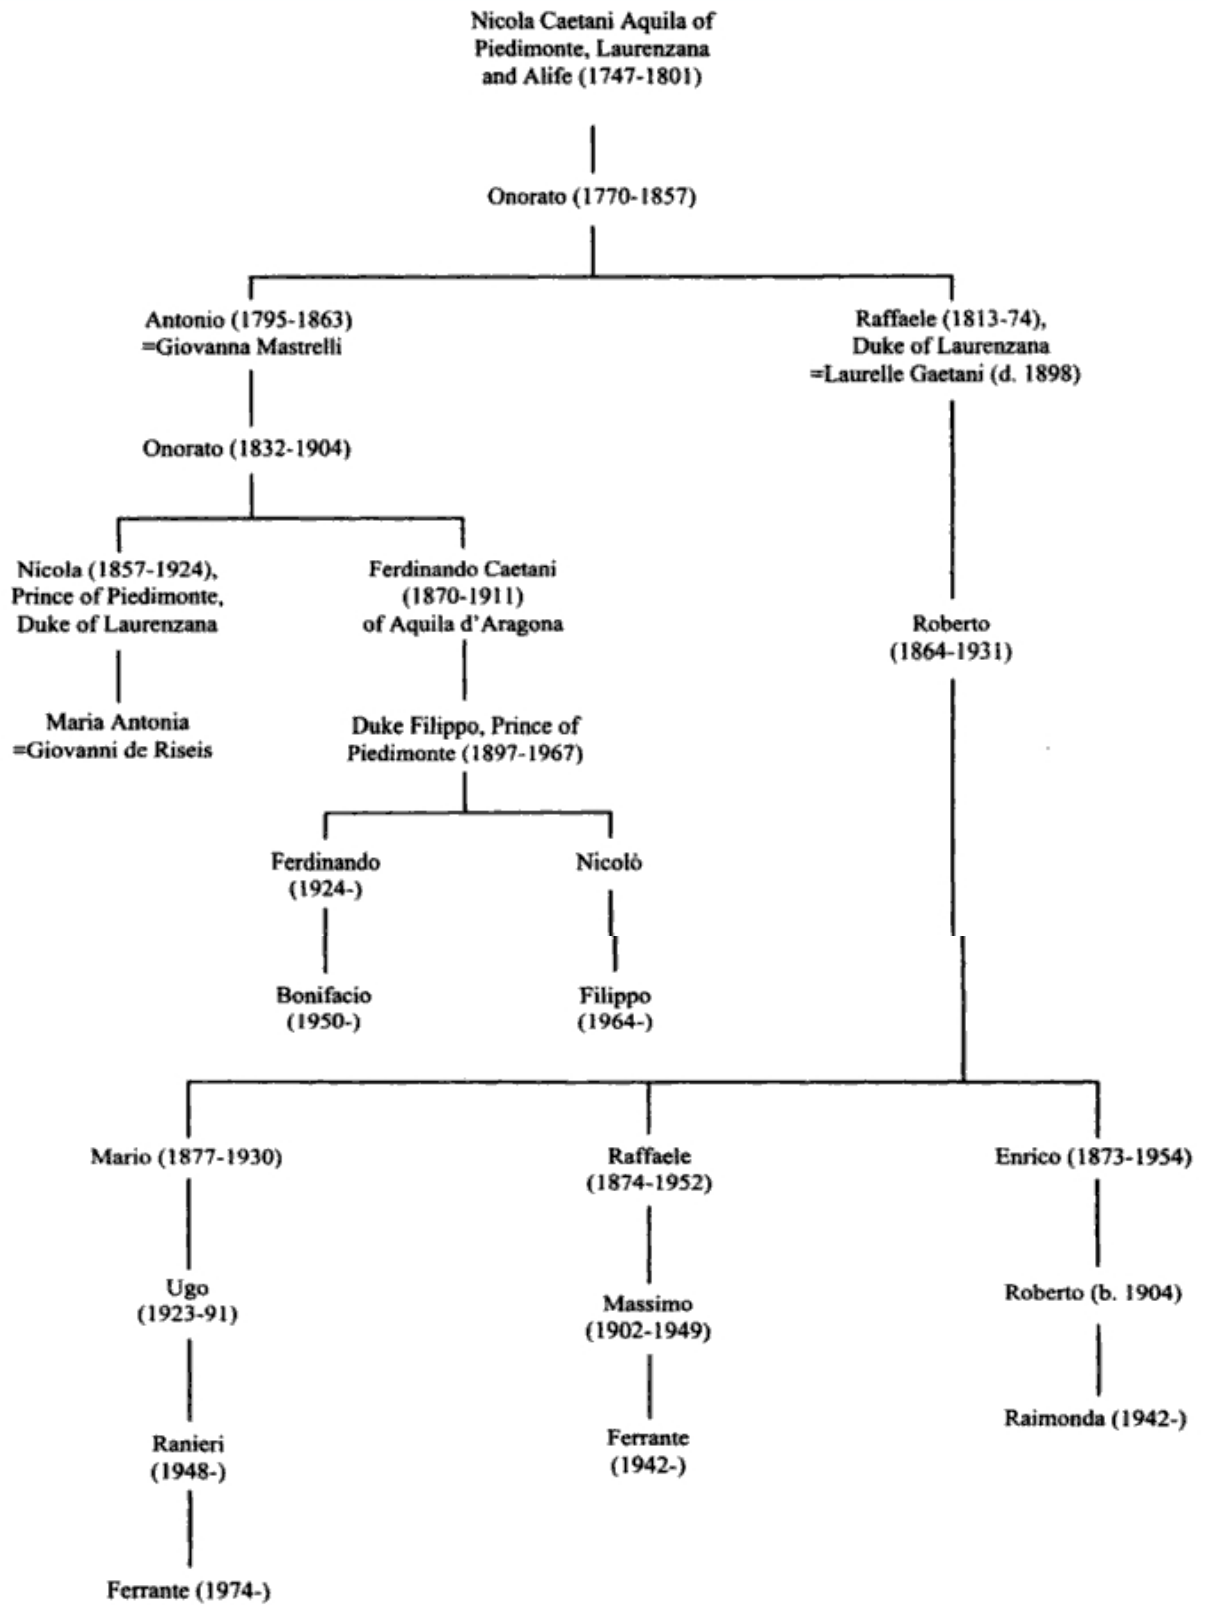 Nicola Caetani Aquila of
Piedimonte, Laurenzana
and Alife (1747-1801)
Onorato (1770-1857)
Antonio (1795-1863)
=Giovanna Mastrelli
Raffaele (1813-74),
Duke of Laurenzana
=Laurelle Gaetani (d. 1898)
Onorato (1832-1904)
Nicola (1857-1924),
Prince of Piedimonte,
Duke of Laurenzana
Ferdinando Caetani
(1870-1911)
of Aquila d'Aragona
Roberto
(1864-1931)
Maria Antonia
=Giovanni de Riseis
Duke Filippo, Prince of
Piedimonte (1897-1967)
Ferdinando
(1924-)
Nicoló
Bonifacio
(1950-)
Filippo
(1964-)
Mario (1877-1930)
Raffaele
(1874-1952)
Enrico (1873-1954)
Ugo
(1923-91)
Massimo
(1902-1949)
Roberto (b. 1904)
Ranieri
(1948-)
Ferrante
(1942-)
Raimonda (1942-)
Ferrante (1974-)